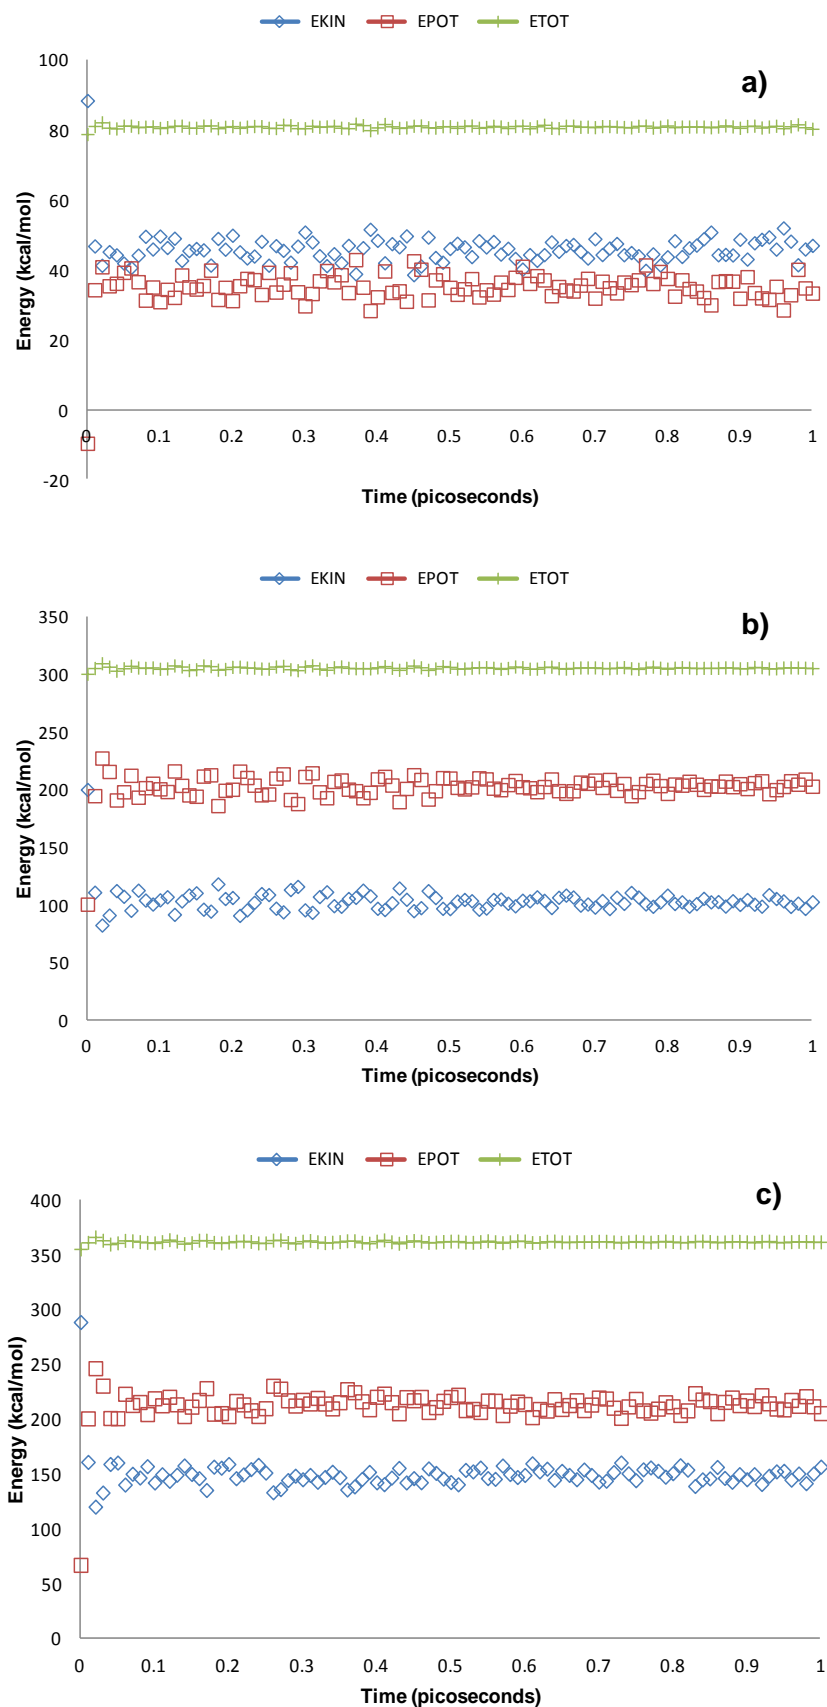 EKIN EPOT ETOT
a)
100
80
60
40
20
0
-20
Energy (kcal/mol)
0 0.1 0.2 0.3 0.4 0.5 0.6 0.7 0.8 0.9 1
Time (picoseconds)
EKIN EPOT ETOT
b)
350
300
250
200
150
100
50
0
Energy (kcal/mol)
0 0.1 0.2 0.3 0.4 0.5 0.6 0.7 0.8 0.9 1
Time (picoseconds)
EKIN EPOT ETOT
c)
400
350
300
250
200
150
100
50
0
Energy (kcal/mol)
0 0.1 0.2 0.3 0.4 0.5 0.6 0.7 0.8 0.9 1
Time (picoseconds)